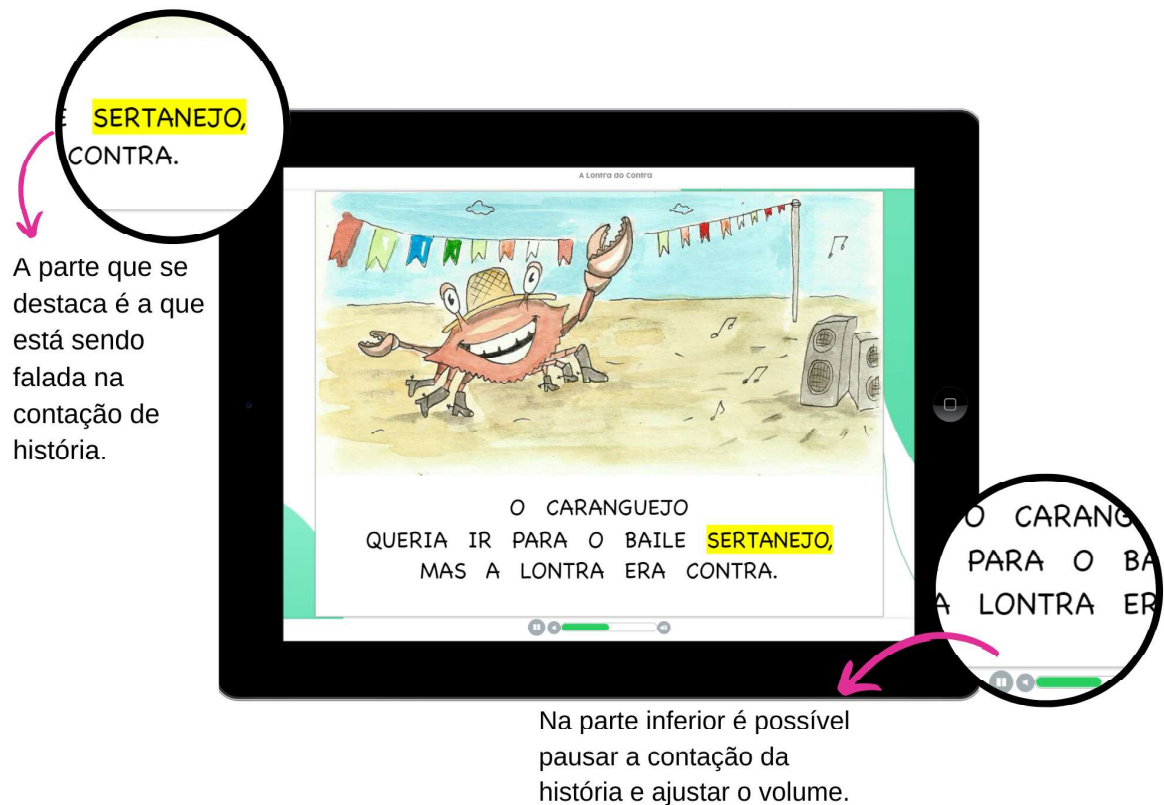 E SERTANEJO,
CONTRA.
A parte que se
destaca é a que
está sendo
falada na
contação de
história.
A Lontra do Contra
O CARANGUEJO
QUERIA IR PARA O BAILE SERTANEJO,
MAS A LONTRA ERA CONTRA.
O CARANG
PARA O BA
A LONTRA ER
Na parte inferior é possível
pausar a contação da
história e ajustar o volume.